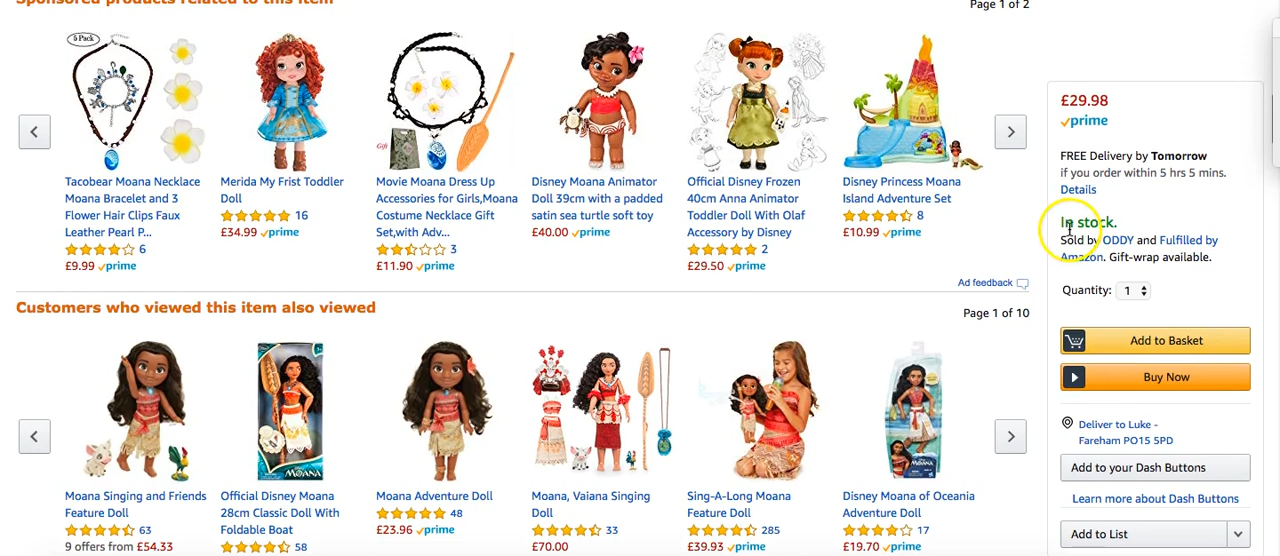 Sponsored products related to this item
Page 1 of 2
5 Pack
Gift
Tacobear Moana Necklace
Moana Bracelet and 3
Flower Hair Clips Faux
Leather Pearl P...
6
£9.99 prime
Merida My Frist Toddler
Doll
16
£34.99 prime
Movie Moana Dress Up
Accessories for Girls,Moana
Costume Necklace Gift
Set,with Adv...
3
£11.90 prime
Disney Moana Animator
Doll 39cm with a padded
satin sea turtle soft toy
£40.00 prime
Official Disney Frozen
40cm Anna Animator
Toddler Doll With Olaf
Accessory by Disney
2
£29.50 prime
Disney Princess Moana
Island Adventure Set
8
£10.99 prime
Ad feedback
Customers who viewed this item also viewed
Page 1 of 10
MOANA
MOANA
Moana Singing and Friends
Feature Doll
63
9 offers from £54.33
Official Disney Moana
28cm Classic Doll With
Foldable Boat
58
Moana Adventure Doll
48
£23.96 prime
Moana, Vaiana Singing
Doll
33
£70.00
Sing-A-Long Moana
Feature Doll
285
£39.93 prime
Disney Moana of Oceania
Adventure Doll
17
£19.70 prime
£29.98
prime
FREE Delivery by Tomorrow
if you order within 5 hrs 5 mins.
Details
In stock.
Sold by ODDY and Fulfilled by
Amazon. Gift-wrap available.
Quantity: 1
Add to Basket
Buy Now
Deliver to Luke -
Fareham PO15 5PD
Add to your Dash Buttons
Learn more about Dash Buttons
Add to List